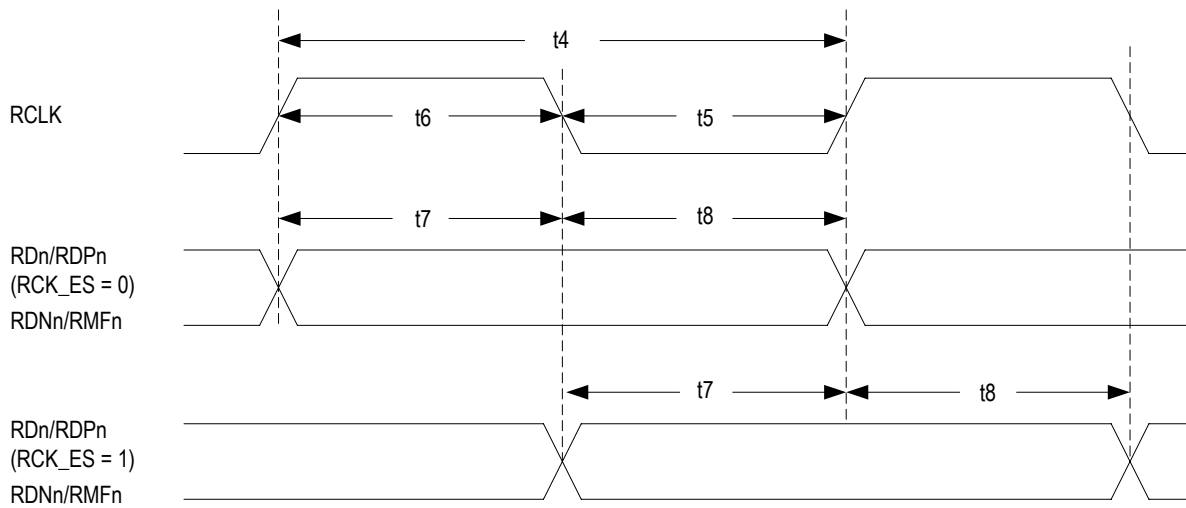 t4
RCLK
t6
t5
t7
t8
RDn/RDPn
(RCK_ES = 0)
RDNn/RMFn
t7
t8
RDn/RDPn
(RCK_ES = 1)
RDNn/RMFn